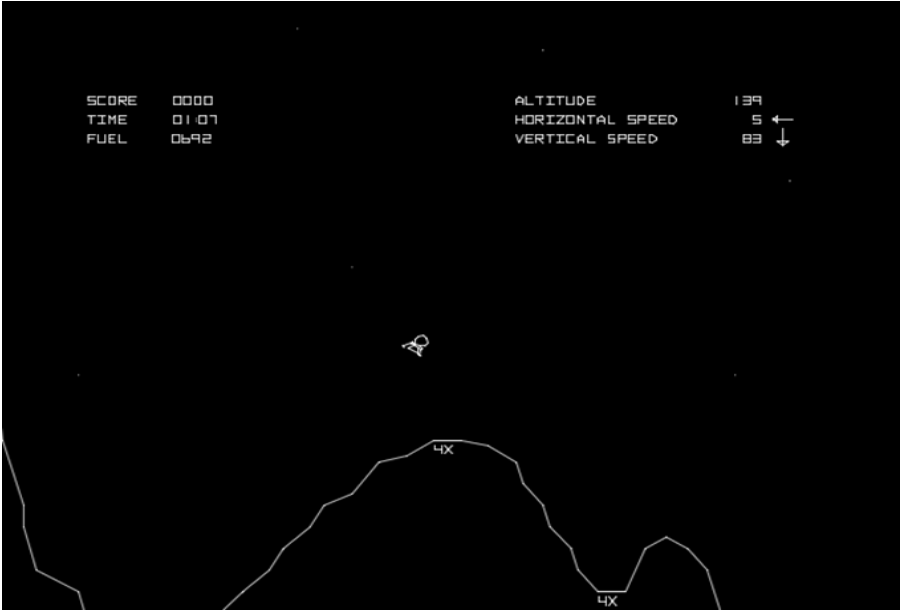 SCORE 0000
TIME 01:07
FUEL 0692
ALTITUDE 139
HORIZONTAL SPEED 5 ←
VERTICAL SPEED 83 ↓
4X
4X